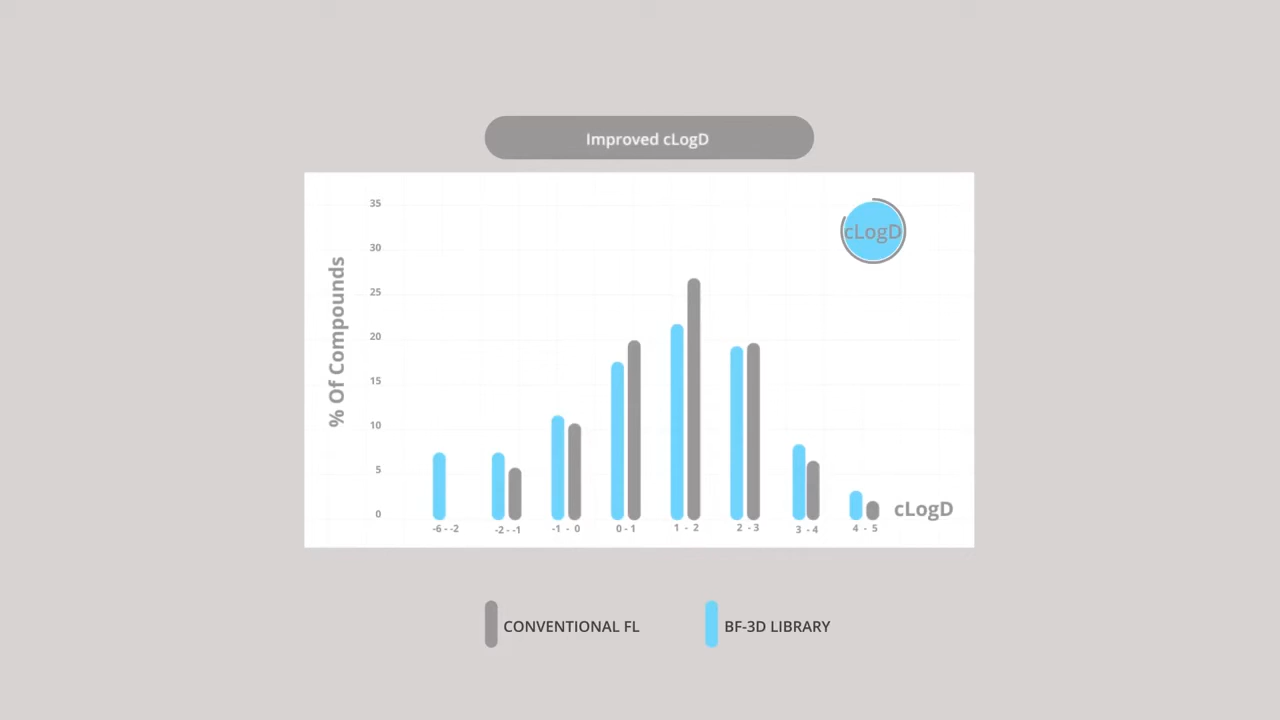 Improved cLogD
cLogD
% Of Compounds
35
30
25
20
15
10
5
0
-6 - -2
-2 - -1
-1 - 0
0 - 1
1 - 2
2 - 3
3 - 4
4 - 5
cLogD
CONVENTIONAL FL
BF-3D LIBRARY